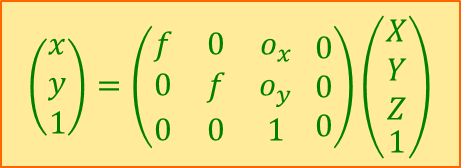 (x y 1) = (f 0 o_x 0) (X
0 f o_y 0 Y
0 0 1 0) Z
1)